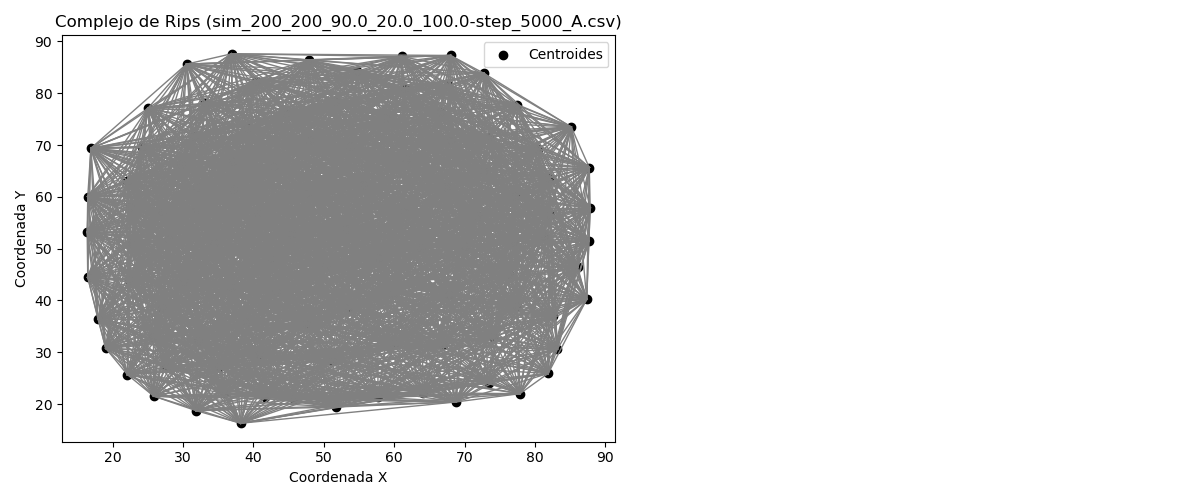 Complejo de Rips (sim_200_200_90.0_20.0_100.0-step_5000_A.csv)
Centroides
90
80
70
60
50
40
30
20
Coordenada Y
20 30 40 50 60 70 80 90
Coordenada X